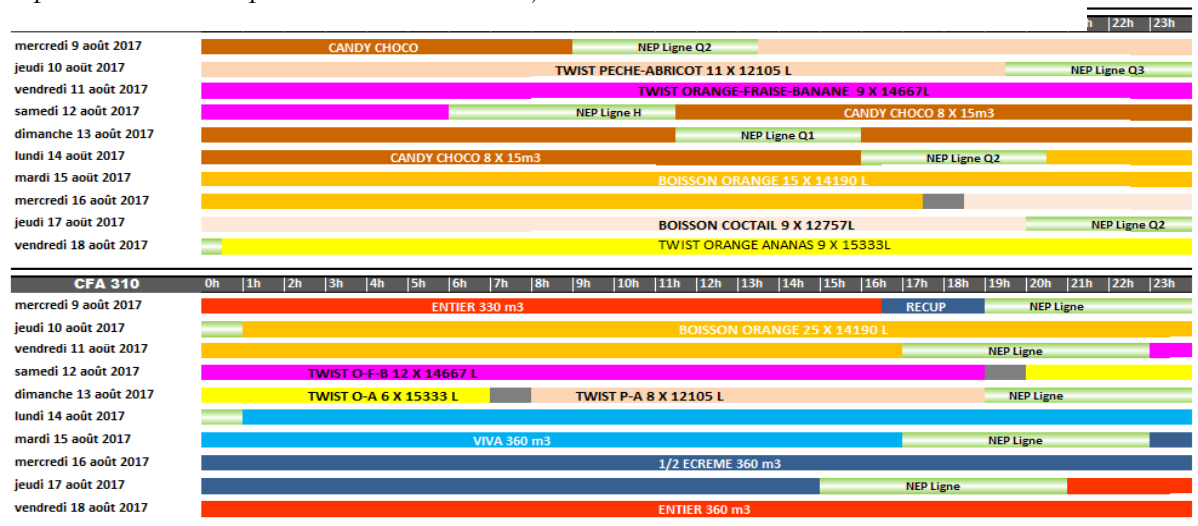 |22h |23h
mercredi 9 août 2017 CANDY CHOCO NEP Ligne Q2
jeudi 10 août 2017 TWIST PECHE-ABRICOT 11 X 12105 L NEP Ligne Q3
vendredi 11 août 2017 TWIST ORANGE-FRAISE-BANANE 9 X 14667L
samedi 12 août 2017 NEP Ligne H CANDY CHOCO 8 X 15m3
dimanche 13 août 2017 NEP Ligne Q1
lundi 14 août 2017 CANDY CHOCO 8 X 15m3 NEP Ligne Q2
mardi 15 août 2017 BOISSON ORANGE 15 X 14190 L
mercredi 16 août 2017
jeudi 17 août 2017 BOISSON COCTAIL 9 X 12757L NEP Ligne Q2
vendredi 18 août 2017 TWIST ORANGE ANANAS 9 X 15333L
CFA 310 0h |1h |2h |3h |4h |5h |6h |7h |8h |9h |10h |11h |12h |13h |14h |15h |16h |17h |18h |19h |20h |21h |22h |23h
mercredi 9 août 2017 ENTIER 330 m3 RECUP NEP Ligne
jeudi 10 août 2017 BOISSON ORANGE 25 X 14190 L
vendredi 11 août 2017 NEP Ligne
samedi 12 août 2017 TWIST O-F-B 12 X 14667 L
dimanche 13 août 2017 TWIST O-A 6 X 15333 L TWIST P-A 8 X 12105 L NEP Ligne
lundi 14 août 2017
mardi 15 août 2017 VIVA 360 m3 NEP Ligne
mercredi 16 août 2017 1/2 ECREME 360 m3
jeudi 17 août 2017 NEP Ligne
vendredi 18 août 2017 ENTIER 360 m3